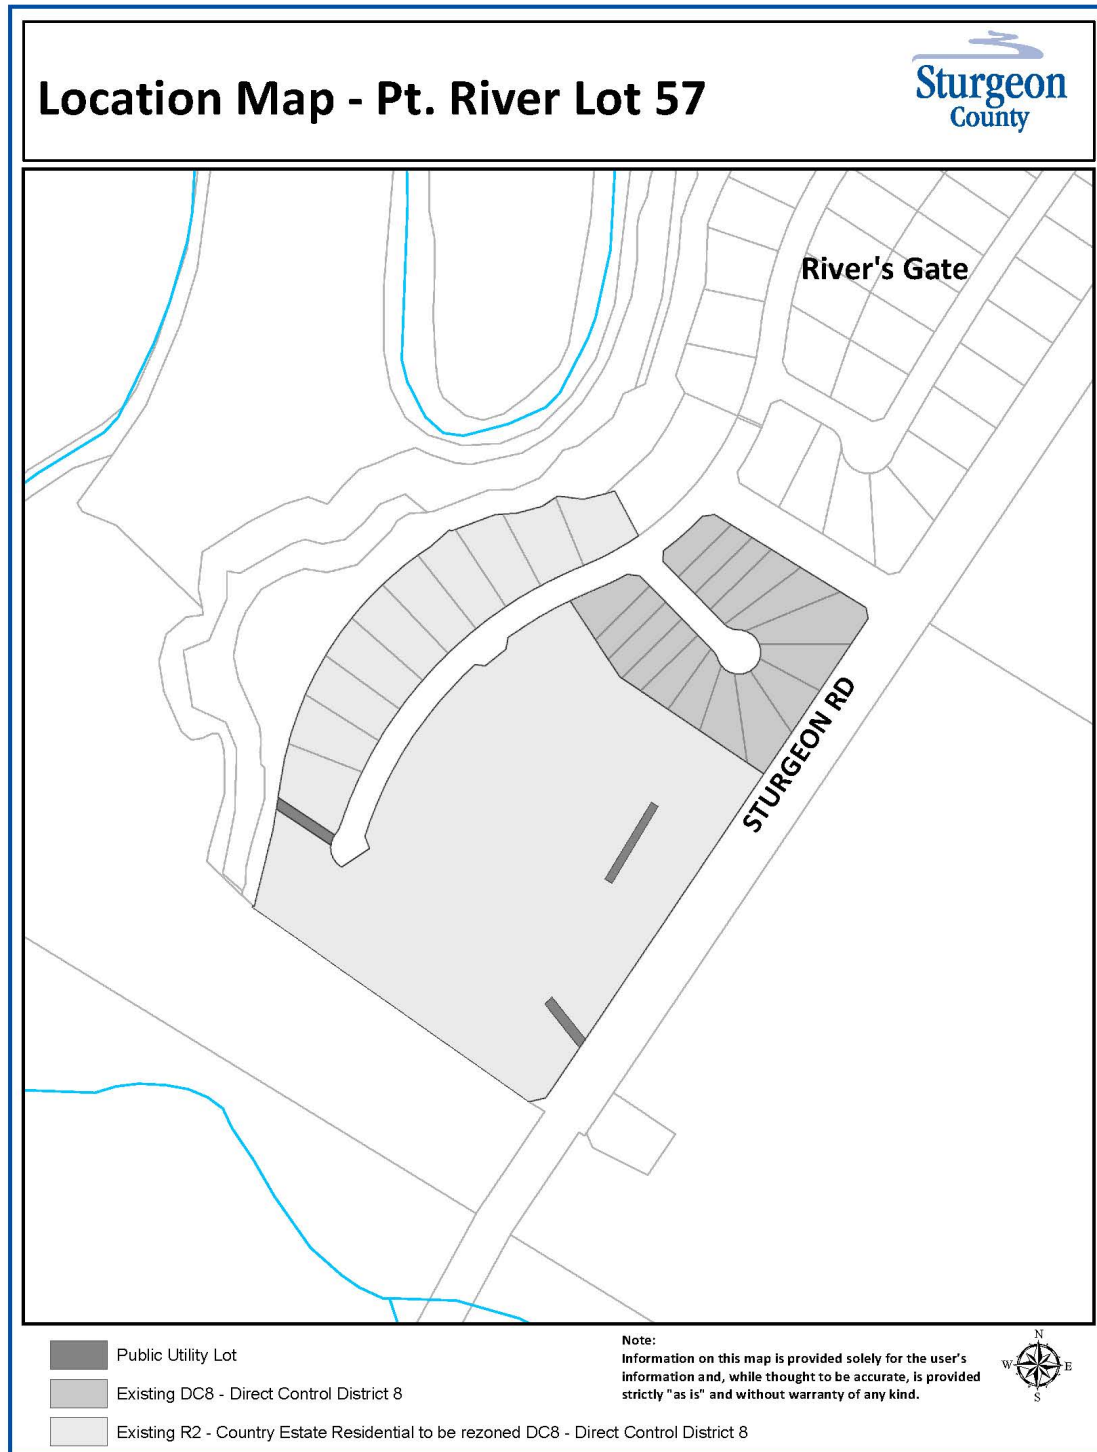 Location Map - Pt. River Lot 57
Sturgeon
County
River's Gate
STURGEON RD
Public Utility Lot
Existing DC8 - Direct Control District 8
Existing R2 - Country Estate Residential to be rezoned DC8 - Direct Control District 8
Note:
Information on this map is provided solely for the user's
information and, while thought to be accurate, is provided
strictly "as is" and without warranty of any kind.
N
W E
S